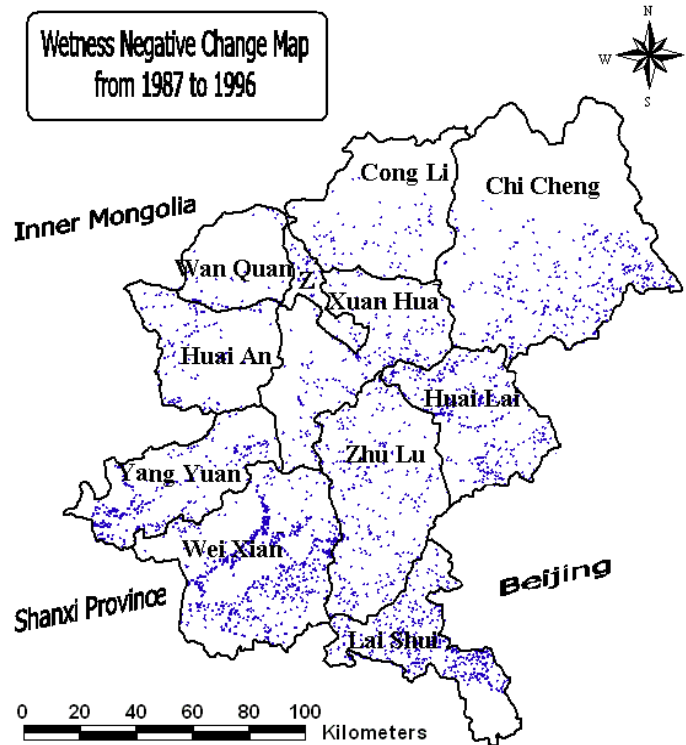 Wetness Negative Change Map
from 1987 to 1996
N
W
S
Cong Li
Chi Cheng
Inner Mongolia
Wan Quan
Z
Xuan Hua
Huai An
Huai Lai
Zhu Lu
Yang Yuan
Wei Xian
Beijing
Shanxi Province
Lai Shui
0 20 40 60 80 100
Kilometers